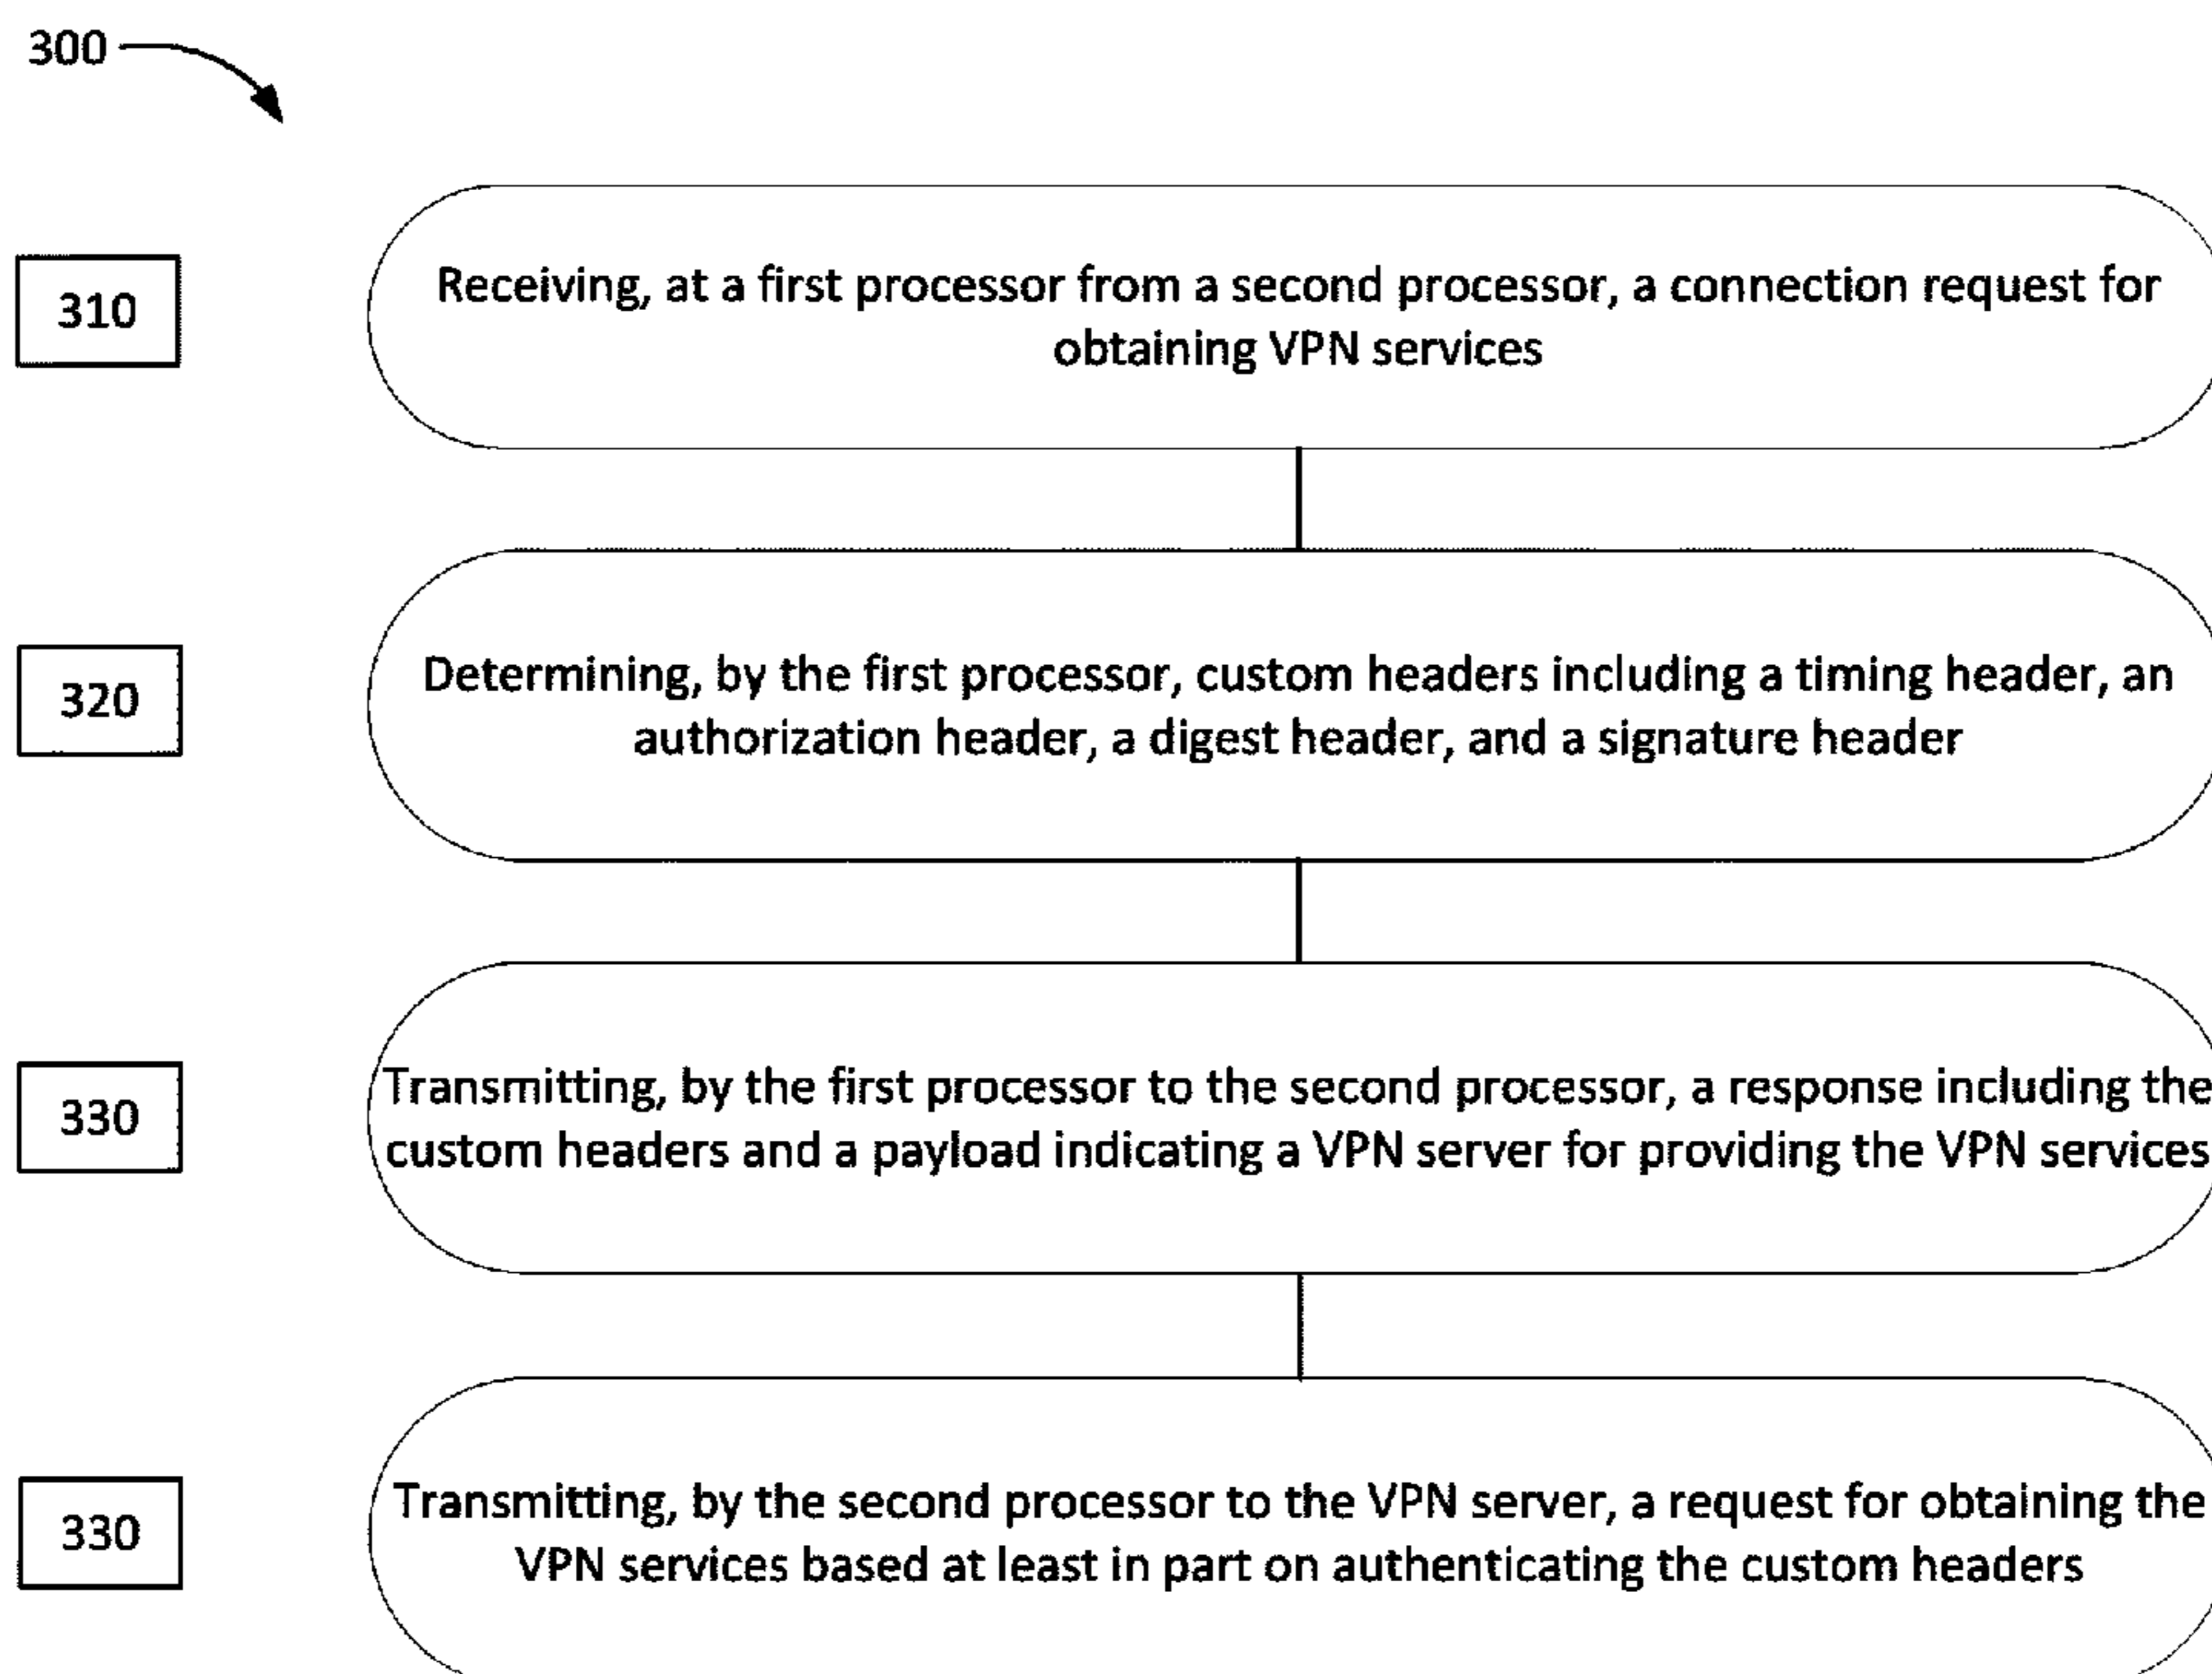 300
310
Receiving, at a first processor from a second processor, a connection request for
obtaining VPN services
320
Determining, by the first processor, custom headers including a timing header, an
authorization header, a digest header, and a signature header
330
Transmitting, by the first processor to the second processor, a response including the
custom headers and a payload indicating a VPN server for providing the VPN services
330
Transmitting, by the second processor to the VPN server, a request for obtaining the
VPN services based at least in part on authenticating the custom headers